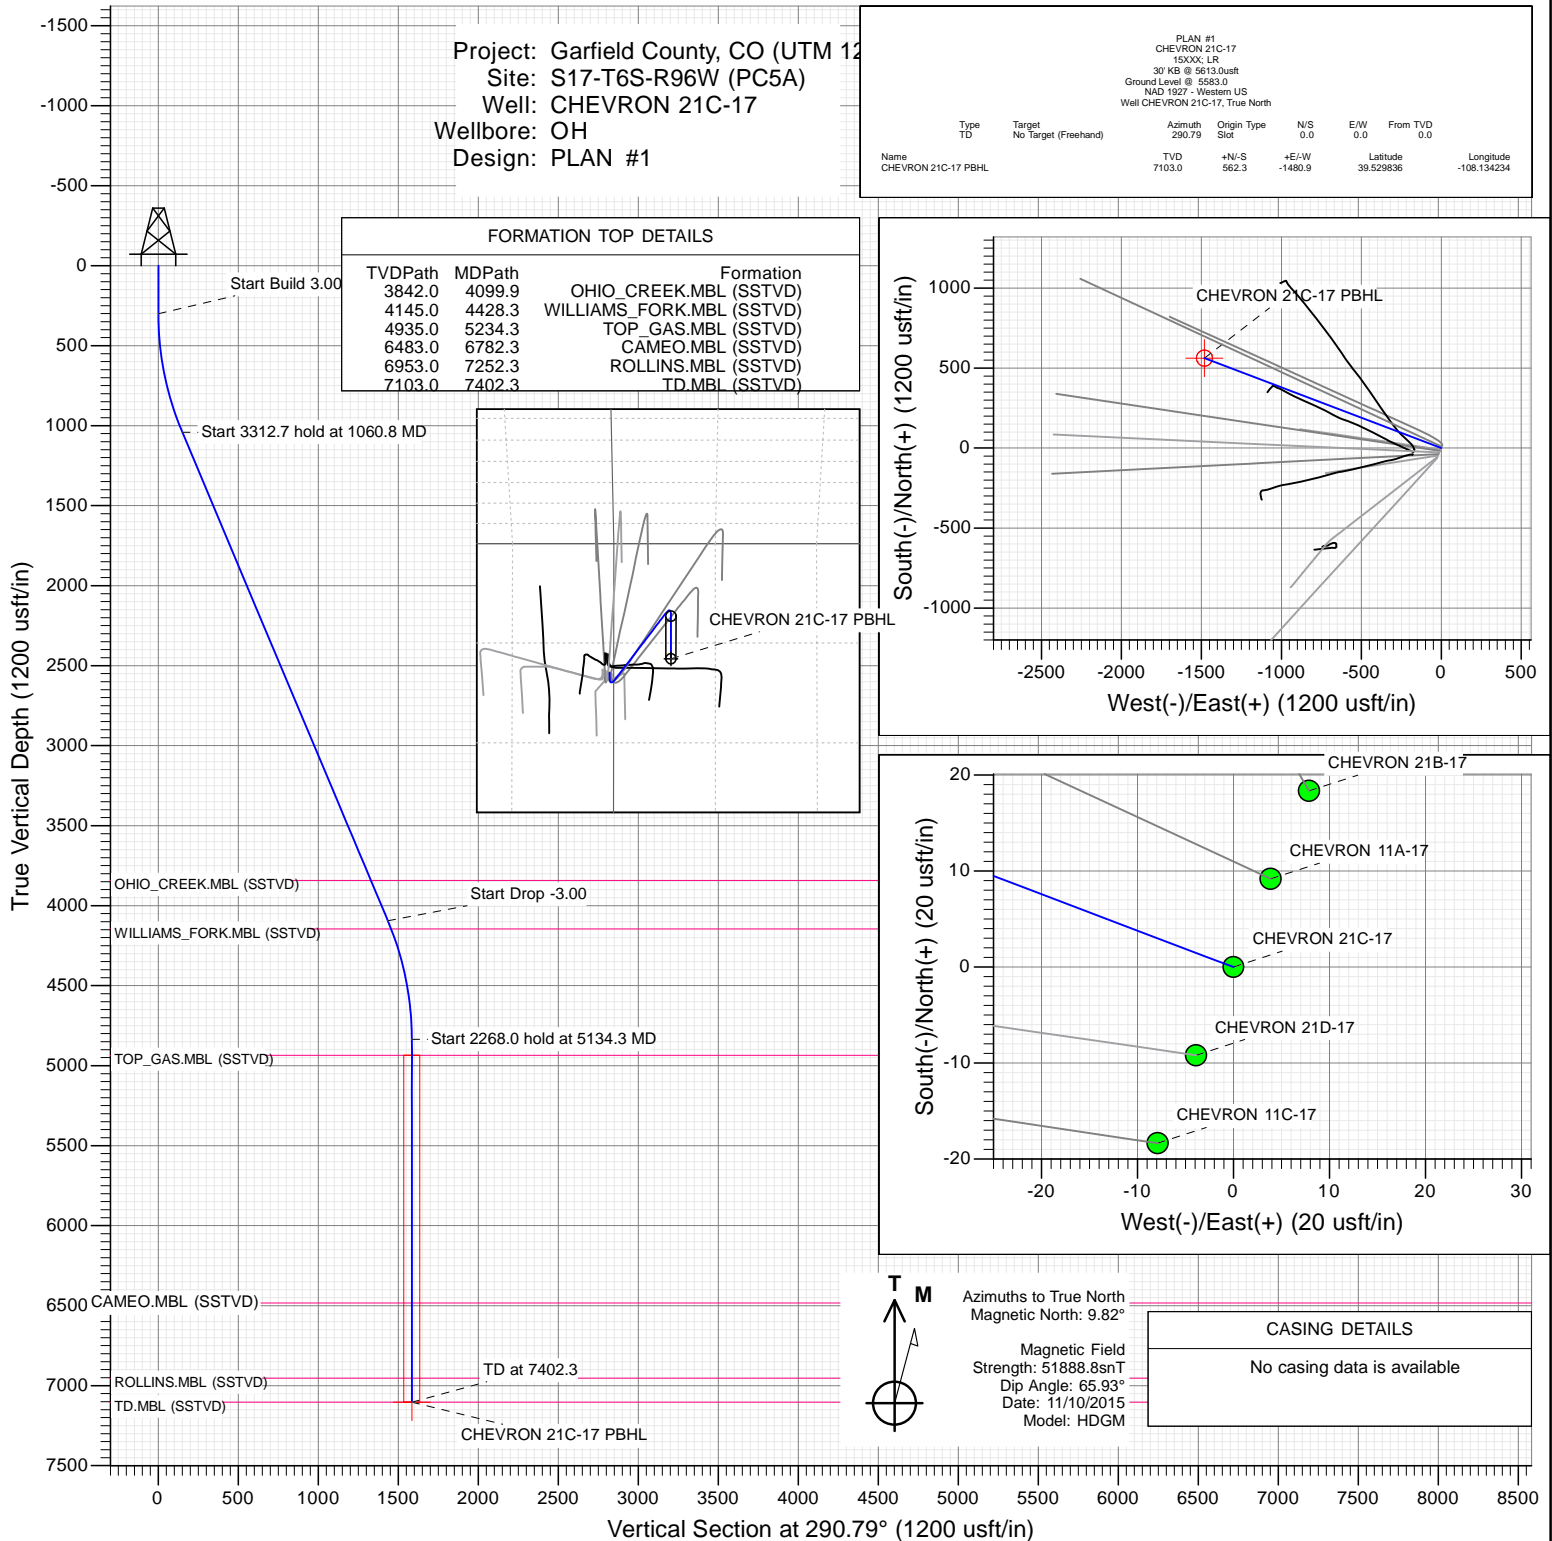 Project: Garfield County, CO (UTM 12
Site: S17-T6S-R96W (PC5A)
Well: CHEVRON 21C-17
Wellbore: OH
Design: PLAN #1
PLAN #1
CHEVRON 21C-17
15XXX; LR
30' KB @ 5613.0usft
Ground Level @ 5583.0
NAD 1927 - Western US
Well CHEVRON 21C-17, True North
Type Target Azimuth Origin Type N/S E/W From TVD
TD No Target (Freehand) 290.79 Slot 0.0 0.0 0.0
Name TVD +N/-S +E/-W Latitude Longitude
CHEVRON 21C-17 PBHL 7103.0 562.3 -1480.9 39.529836 -108.134234
FORMATION TOP DETAILS
TVDPath MDPath Formation
3842.0 4099.9 OHIO_CREEK.MBL (SSTVD)
4145.0 4428.3 WILLIAMS_FORK.MBL (SSTVD)
4935.0 5234.3 TOP_GAS.MBL (SSTVD)
6483.0 6782.3 CAMEO.MBL (SSTVD)
6953.0 7252.3 ROLLINS.MBL (SSTVD)
7103.0 7402.3 TD.MBL (SSTVD)
True Vertical Depth (1200 usft/in)
-1500
-1000
-500
0
500
1000
1500
2000
2500
3000
3500
4000
4500
5000
5500
6000
6500
7000
7500
Start Build 3.00
Start 3312.7 hold at 1060.8 MD
Start Drop -3.00
Start 2268.0 hold at 5134.3 MD
TD at 7402.3
CHEVRON 21C-17 PBHL
OHIO_CREEK.MBL (SSTVD)
WILLIAMS_FORK.MBL (SSTVD)
TOP_GAS.MBL (SSTVD)
CAMEO.MBL (SSTVD)
ROLLINS.MBL (SSTVD)
TD.MBL (SSTVD)
0 500 1000 1500 2000 2500 3000 3500 4000 4500 5000 5500 6000 6500 7000 7500 8000 8500
Vertical Section at 290.79° (1200 usft/in)
CHEVRON 21C-17 PBHL
South(-)/North(+) (1200 usft/in)
1000
500
0
-500
-1000
CHEVRON 21C-17 PBHL
-2500 -2000 -1500 -1000 -500 0 500
West(-)/East(+) (1200 usft/in)
South(-)/North(+) (20 usft/in)
20
10
0
-10
-20
CHEVRON 21B-17
CHEVRON 11A-17
CHEVRON 21C-17
CHEVRON 21D-17
CHEVRON 11C-17
-20 -10 0 10 20 30
West(-)/East(+) (20 usft/in)
T
M
Azimuths to True North
Magnetic North: 9.82°
Magnetic Field
Strength: 51888.8snT
Dip Angle: 65.93°
Date: 11/10/2015
Model: HDGM
CASING DETAILS
No casing data is available